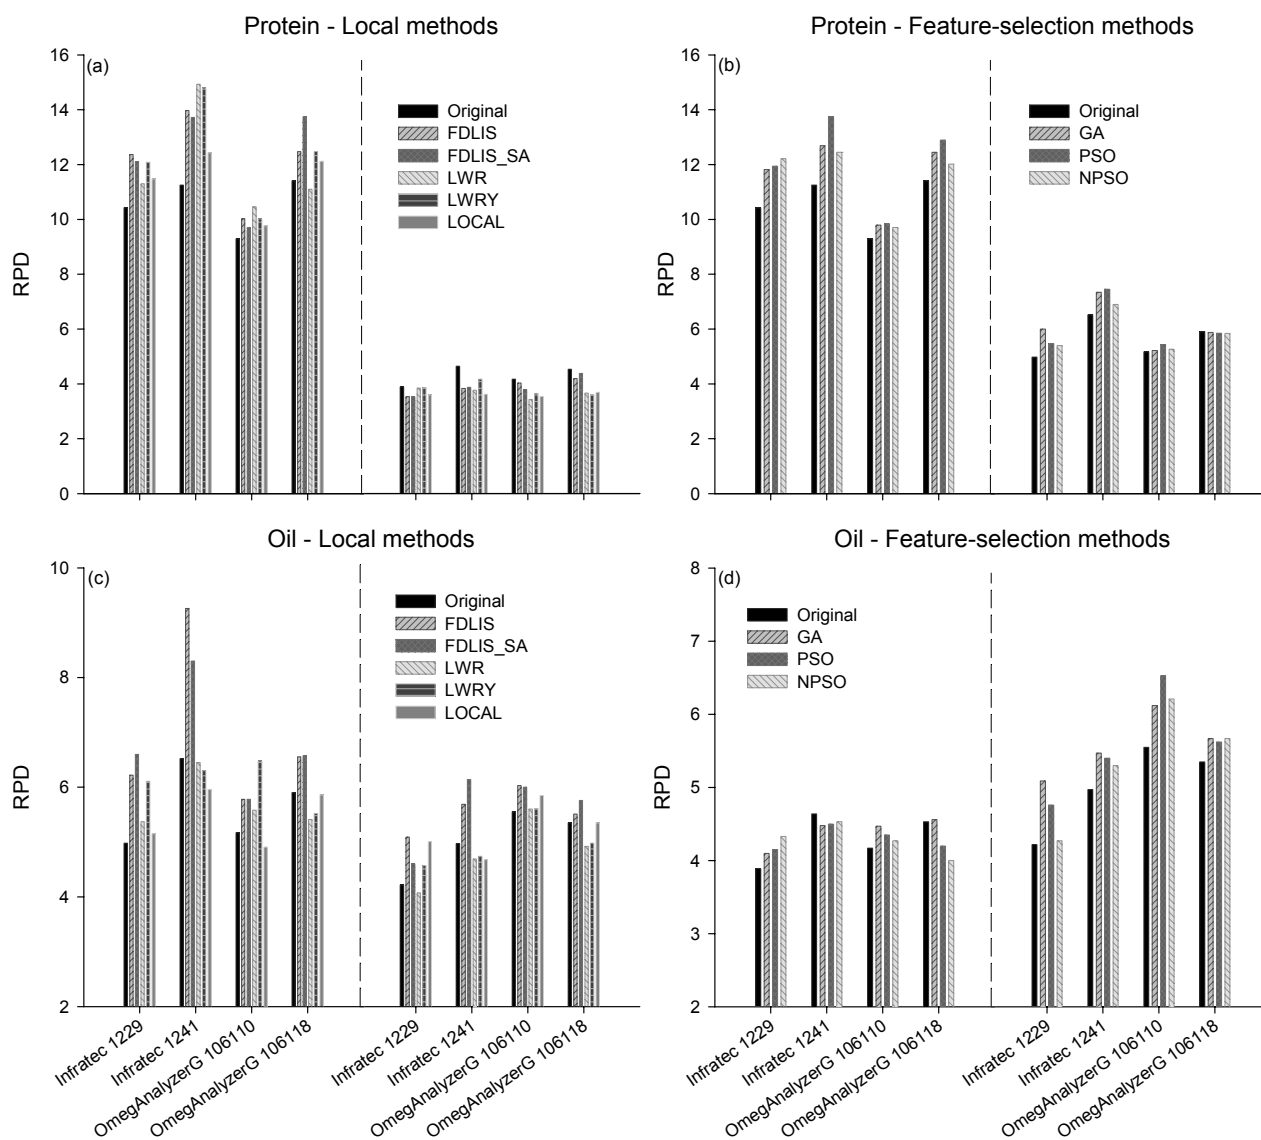 Protein - Local methods
(a)
RPD
16
14
12
10
8
6
4
2
0
Original
FDLIS
FDLIS_SA
LWR
LWRY
LOCAL
Protein - Feature-selection methods
(b)
RPD
16
14
12
10
8
6
4
2
0
Original
GA
PSO
NPSO
Oil - Local methods
(c)
RPD
10
8
6
4
2
Original
FDLIS
FDLIS_SA
LWR
LWRY
LOCAL
Infratec 1229
Infratec 1241
OmegAnalyzerG 106110
OmegAnalyzerG 106118
Infratec 1229
Infratec 1241
OmegAnalyzerG 106110
OmegAnalyzerG 106118
Oil - Feature-selection methods
(d)
RPD
8
7
6
5
4
3
2
Original
GA
PSO
NPSO
Infratec 1229
Infratec 1241
OmegAnalyzerG 106110
OmegAnalyzerG 106118
Infratec 1229
Infratec 1241
OmegAnalyzerG 106110
OmegAnalyzerG 106118